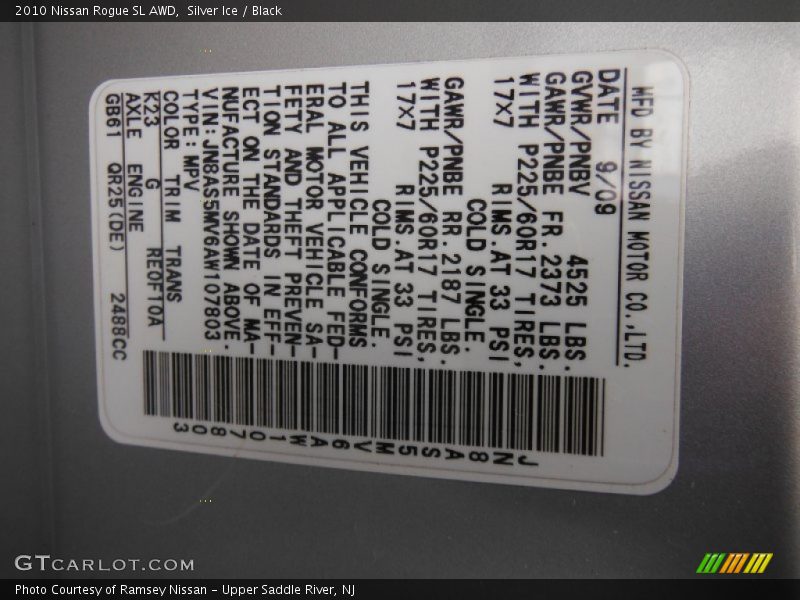 2010 Nissan Rogue SL AWD,  Silver Ice / Black
MFD BY NISSAN MOTOR CO.,LTD.
DATE 9/09
GVWR/PNBV 4525 LBS.
GAWR/PNBE FR. 2373 LBS.
WITH P225/60R17 TIRES,
17X7 RIMS. AT 33 PSI
COLD SINGLE.
GAWR/PNBE RR. 2187 LBS.
WITH P225/60R17 TIRES,
17X7 RIMS. AT 33 PSI
COLD SINGLE.
THIS VEHICLE CONFORMS
TO ALL APPLICABLE FED-
ERAL MOTOR VEHICLE SA-
FETY AND THEFT PREVEN-
TION STANDARDS IN EFF-
ECT ON THE DATE OF MA-
NUFACTURE SHOWN ABOVE.
VIN: JN8AS5MV6AW107803
TYPE: MPV
COLOR TRIM TRANS
K23 G RE0F10A
AXLE ENGINE
GB61 QR25(DE) 2488CC
JN8AS5MV6AW107803
GTCARLOT.COM
Photo Courtesy of Ramsey Nissan - Upper Saddle River, NJ